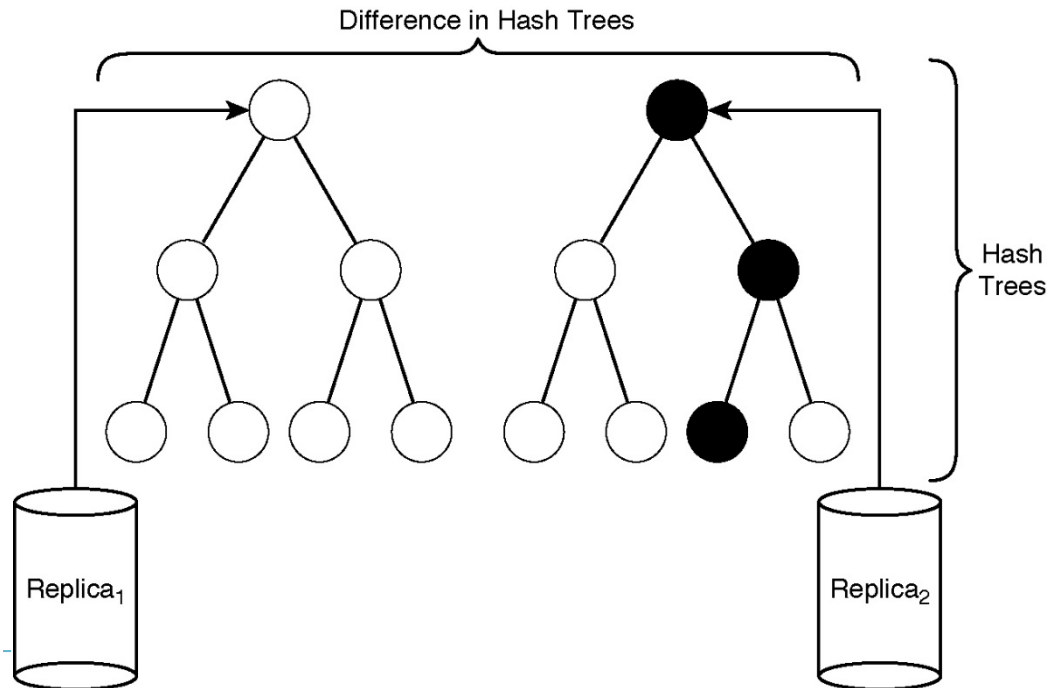 Difference in Hash Trees
Hash
Trees
Replica₁
Replica₂